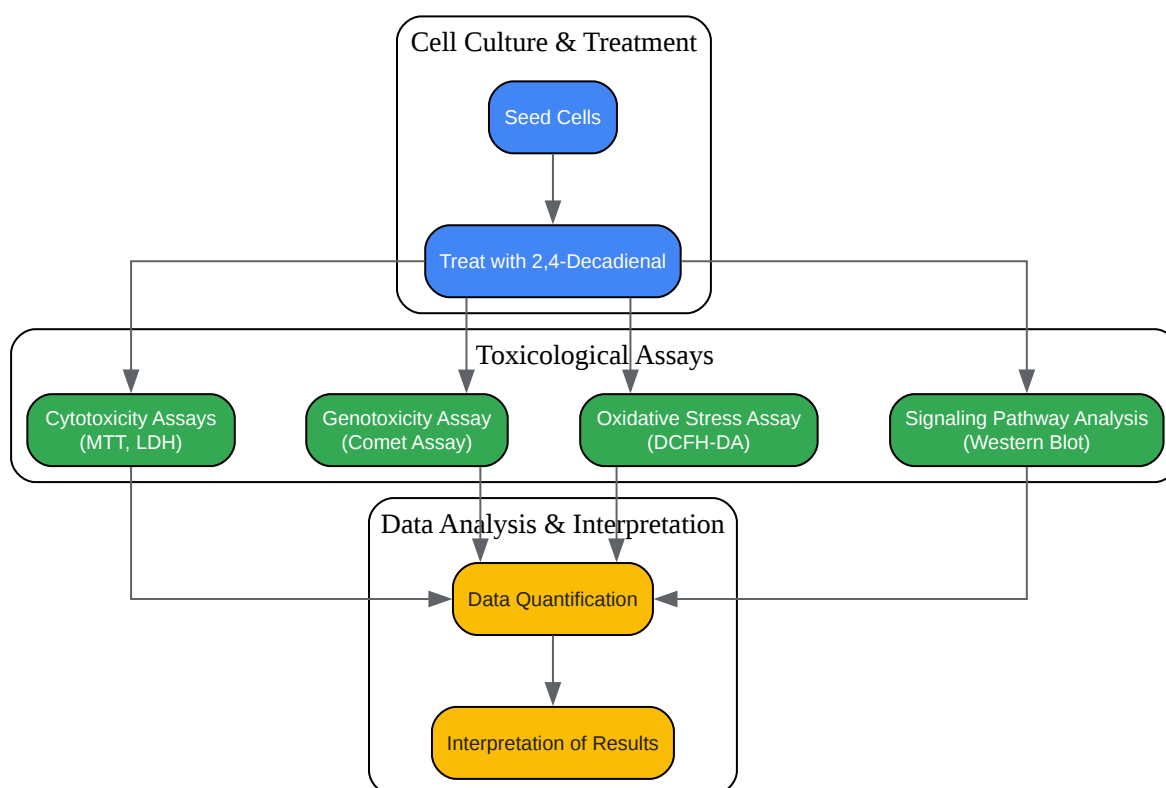 Cell Culture & Treatment
Seed Cells
Treat with 2,4-Decadienal
Toxicological Assays
Cytotoxicity Assays
(MTT, LDH)
Genotoxicity Assay
(Comet Assay)
Oxidative Stress Assay
(DCFH-DA)
Signaling Pathway Analysis
(Western Blot)
Data Analysis & Interpretation
Data Quantification
Interpretation of Results